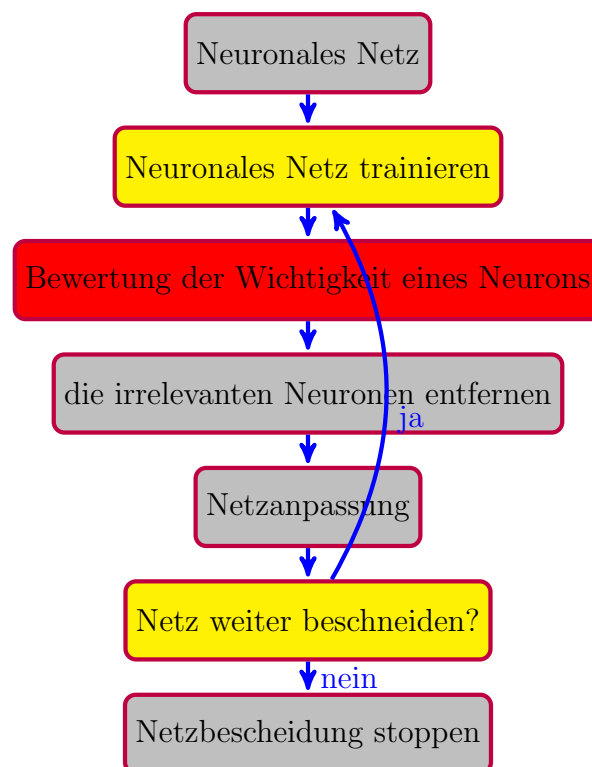 Neuronales Netz
Neuronales Netz trainieren
Bewertung der Wichtigkeit eines Neurons
die irrelevanten Neuronen entfernen
ja
Netzanpassung
Netz weiter beschneiden?
nein
Netzbescheidung stoppen